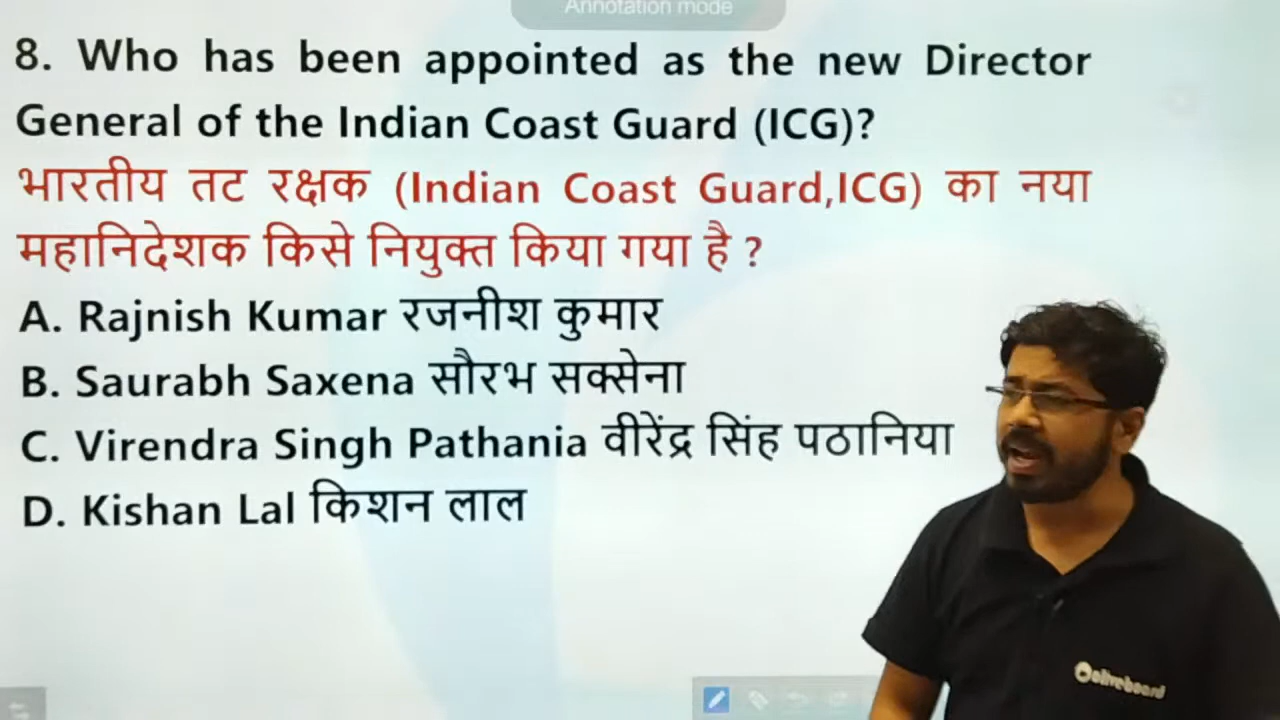 Annotation mode
8. Who has been appointed as the new Director
General of the Indian Coast Guard (ICG)?
भारतीय तट रक्षक (Indian Coast Guard,ICG) का नया
महानिदेशक किसे नियुक्त किया गया है ?
A. Rajnish Kumar रजनीश कुमार
B. Saurabh Saxena सौरभ सक्सेना
C. Virendra Singh Pathania वीरेंद्र सिंह पठानिया
D. Kishan Lal किशन लाल
oliveboard